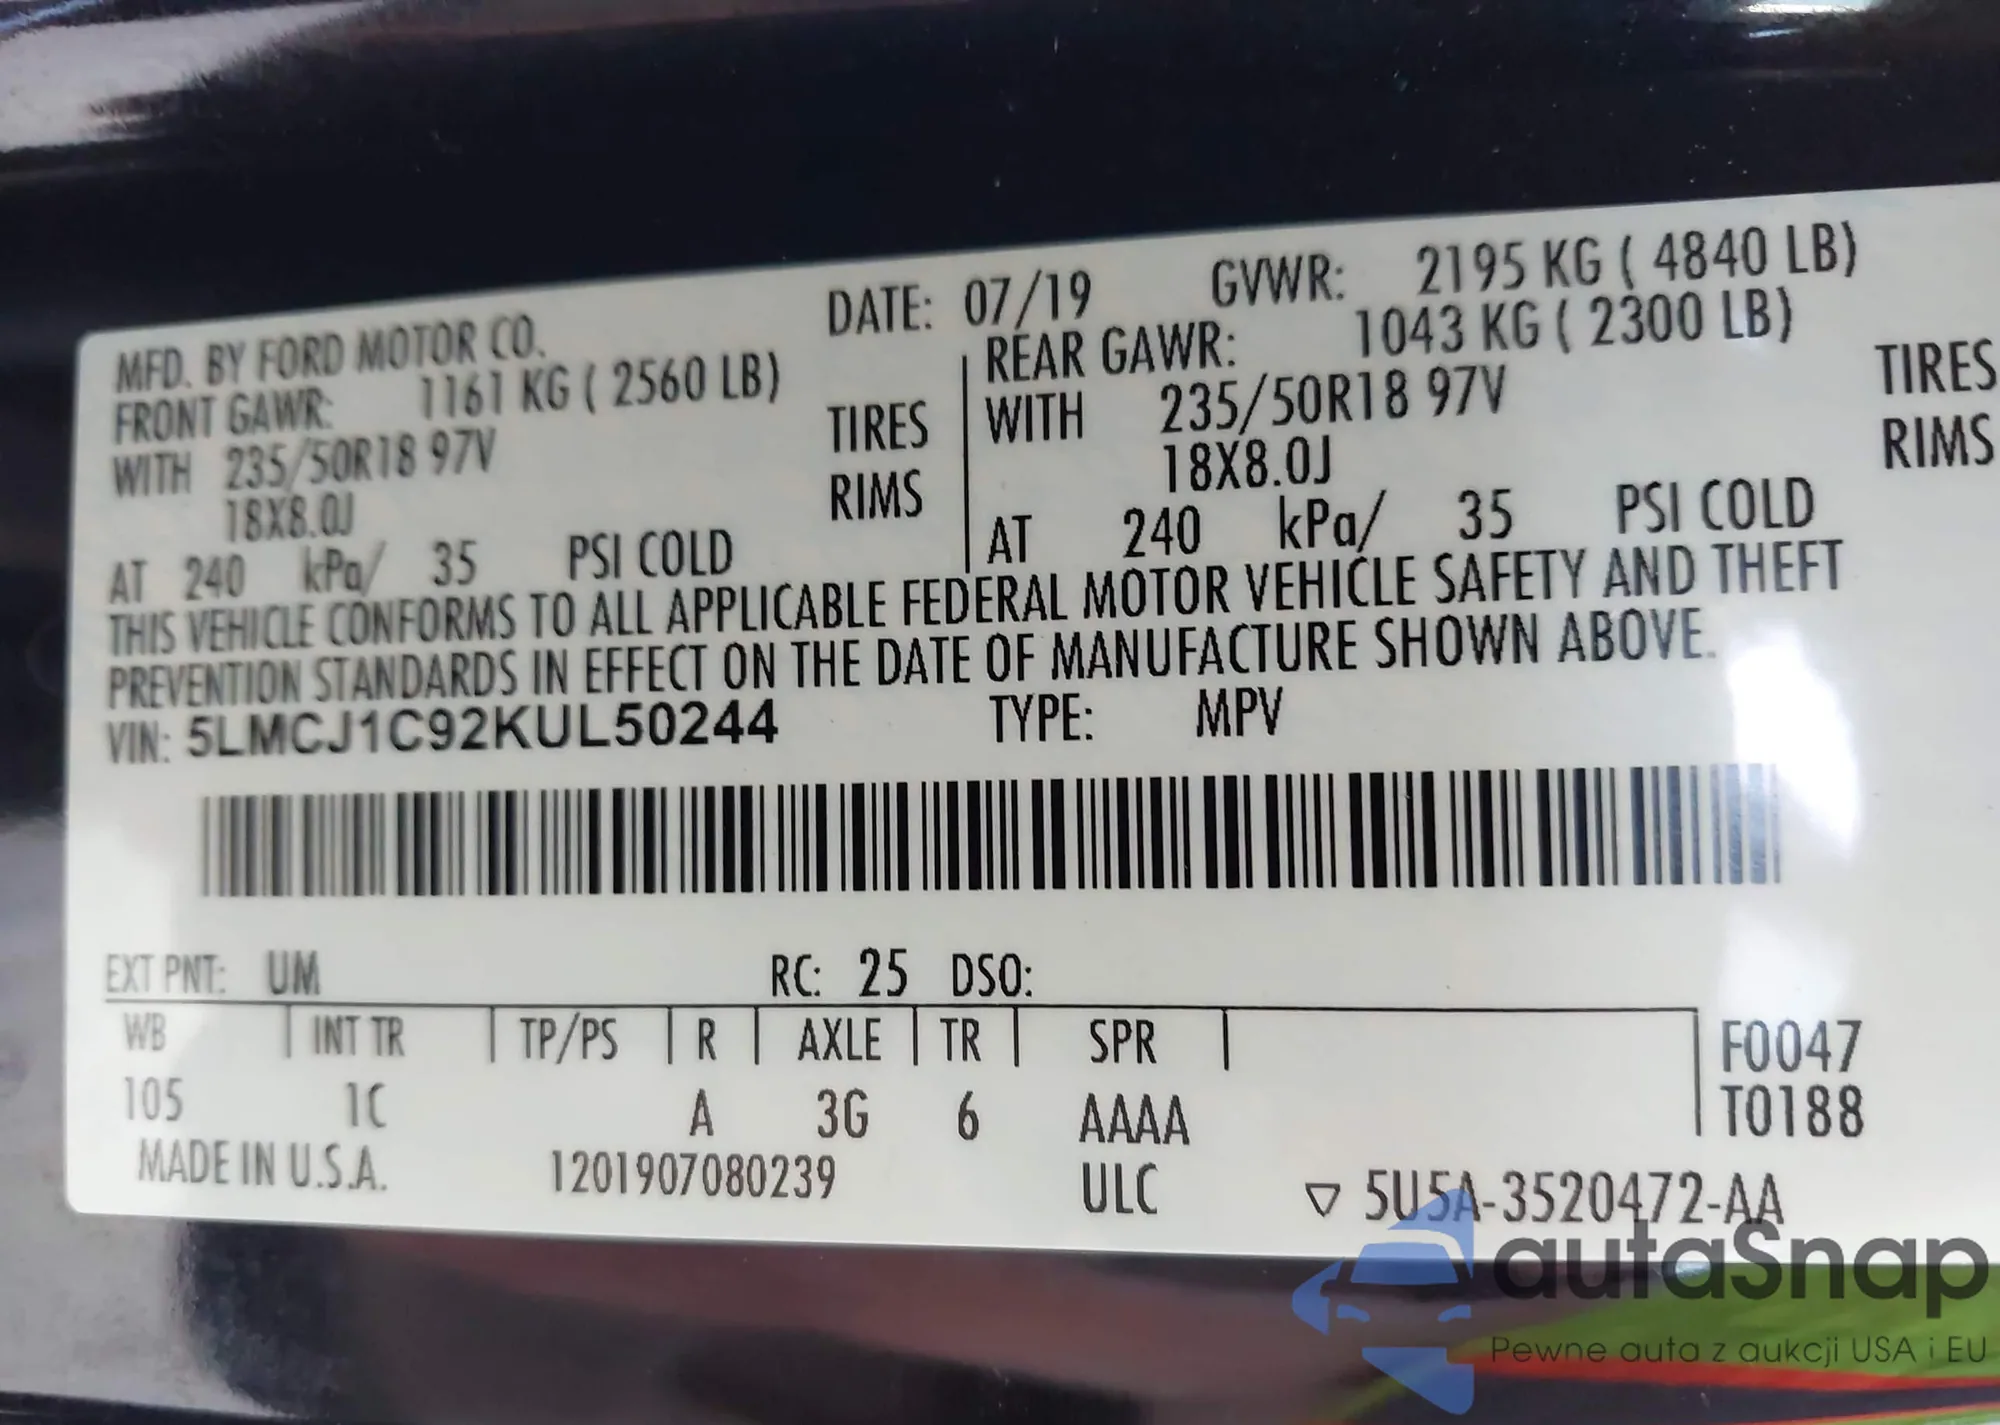 MFD. BY FORD MOTOR CO. DATE: 07/19 GVWR: 2195 KG ( 4840 LB)
FRONT GAWR: 1161 KG ( 2560 LB) REAR GAWR: 1043 KG ( 2300 LB)
WITH 235/50R18 97V TIRES WITH 235/50R18 97V TIRES
18X8.0J RIMS 18X8.0J RIMS
AT 240 kPa/ 35 PSI COLD AT 240 kPa/ 35 PSI COLD
THIS VEHICLE CONFORMS TO ALL APPLICABLE FEDERAL MOTOR VEHICLE SAFETY AND THEFT
PREVENTION STANDARDS IN EFFECT ON THE DATE OF MANUFACTURE SHOWN ABOVE.
VIN: 5LMCJ1C92KUL50244 TYPE: MPV
EXT PNT: UM RC: 25 DSO:
WB INT TR TP/PS R AXLE TR SPR F0047
105 1C A 3G 6 AAAA T0188
MADE IN U.S.A. 1201907080239 ULC ▽ 5U5A-3520472-AA
autaSnap
Pewne auta z aukcji USA i EU